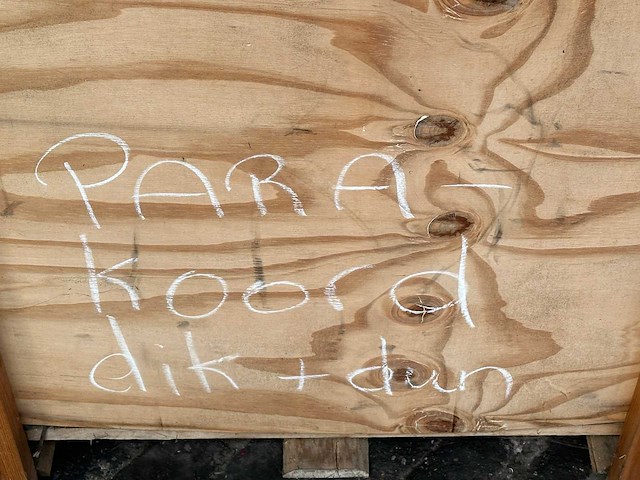 PARA-
koord
dik + dun